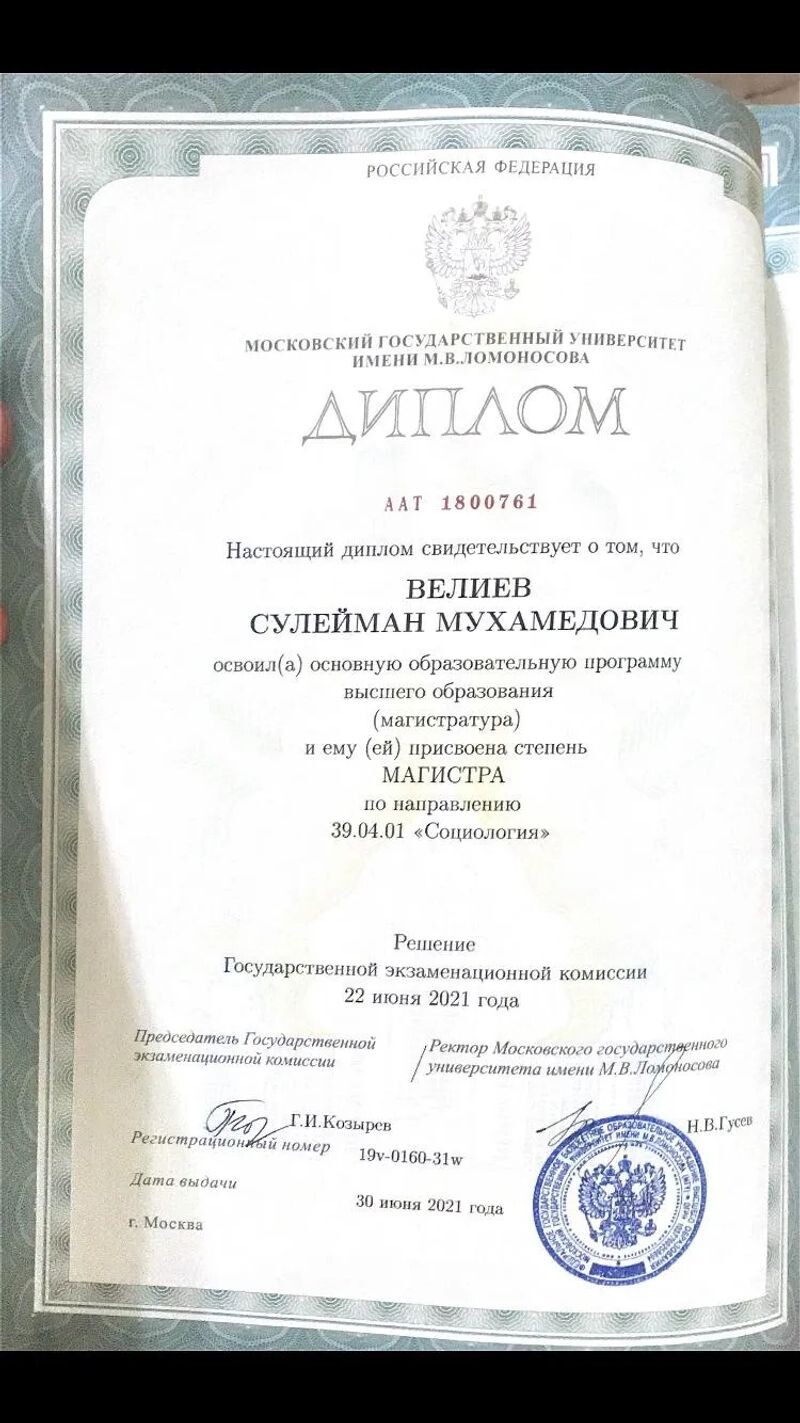 РОССИЙСКАЯ ФЕДЕРАЦИЯ
МОСКОВСКИЙ ГОСУДАРСТВЕННЫЙ УНИВЕРСИТЕТ
ИМЕНИ М.В.ЛОМОНОСОВА
ДИПЛОМ
ААТ 1800761
Настоящий диплом свидетельствует о том, что
ВЕЛИЕВ
СУЛЕЙМАН МУХАМЕДОВИЧ
освоил(а) основную образовательную программу
высшего образования
(магистратура)
и ему (ей) присвоена степень
МАГИСТРА
по направлению
39.04.01 «Социология»
Решение
Государственной экзаменационной комиссии
22 июня 2021 года
Председатель Государственной
экзаменационной комиссии
Ректор Московского государственного
университета имени М.В.Ломоносова
Г.И.Козырев
Н.В.Гусев
Регистрационный номер
19v-0160-31w
Дата выдачи
30 июня 2021 года
г. Москва